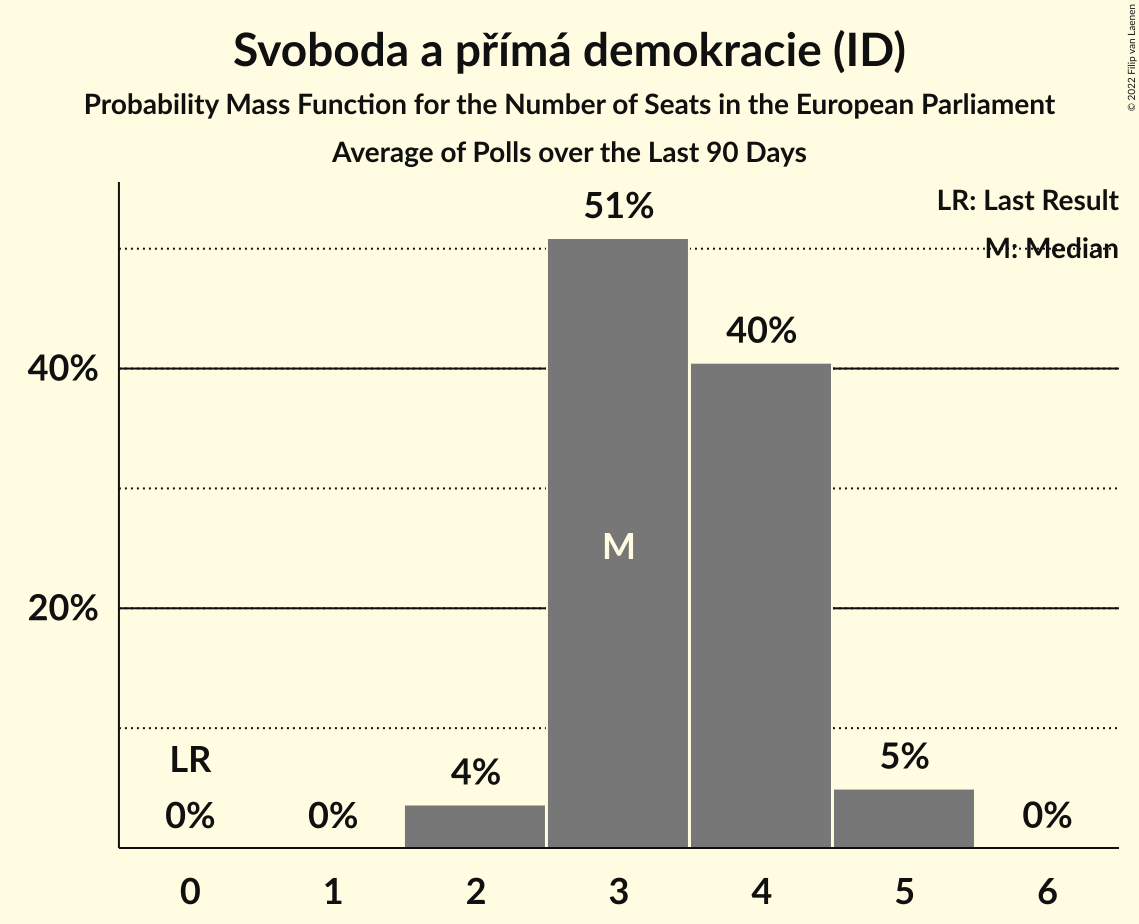 Svoboda a přímá demokracie (ID)
Probability Mass Function for the Number of Seats in the European Parliament
Average of Polls over the Last 90 Days
© 2022 Filip van Laenen
LR: Last Result
M: Median
51%
40%
40%
M
20%
LR
0%
0%
4%
5%
0%
0 1 2 3 4 5 6